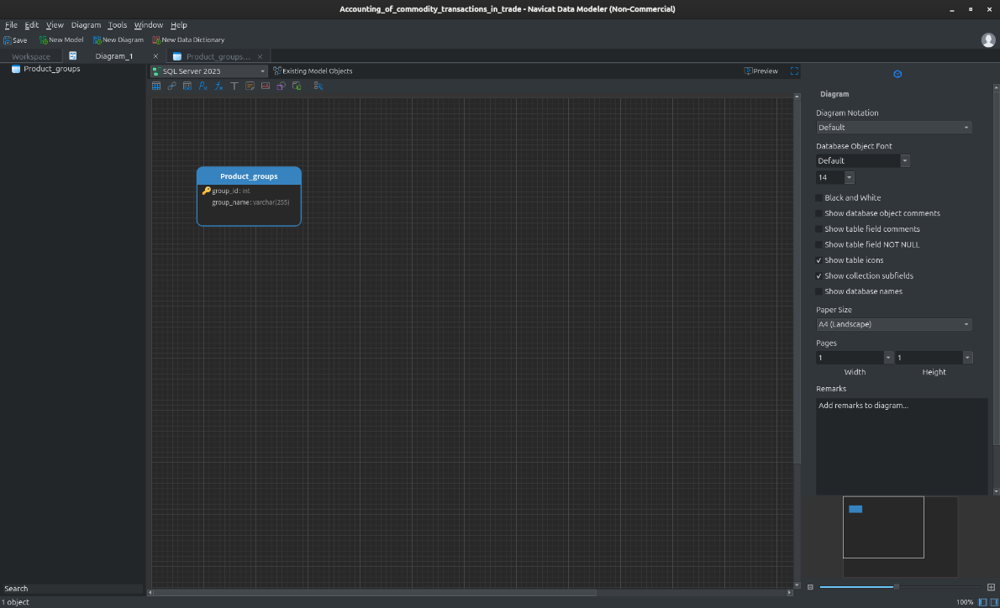 Accounting_of_commodity_transactions_in_trade - Navicat Data Modeler (Non-Commercial)
File Edit View Diagram Tools Window Help
Save New Model New Diagram New Data Dictionary
Workspace Diagram_1 Product_groups...
Product_groups
SQL Server 2025 Existing Model Objects Preview
Product_groups
group_id: int
group_name: varchar(255)
Diagram
Diagram Notation
Default
Database Object Font
Default
14
Black and White
Show database object comments
Show table field comments
Show table field NOT NULL
Show table icons
Show collection subfields
Show database names
Paper Size
A4 (Landscape)
Pages
1 1
Width Height
Remarks
Add remarks to diagram...
Search
1 object 100%